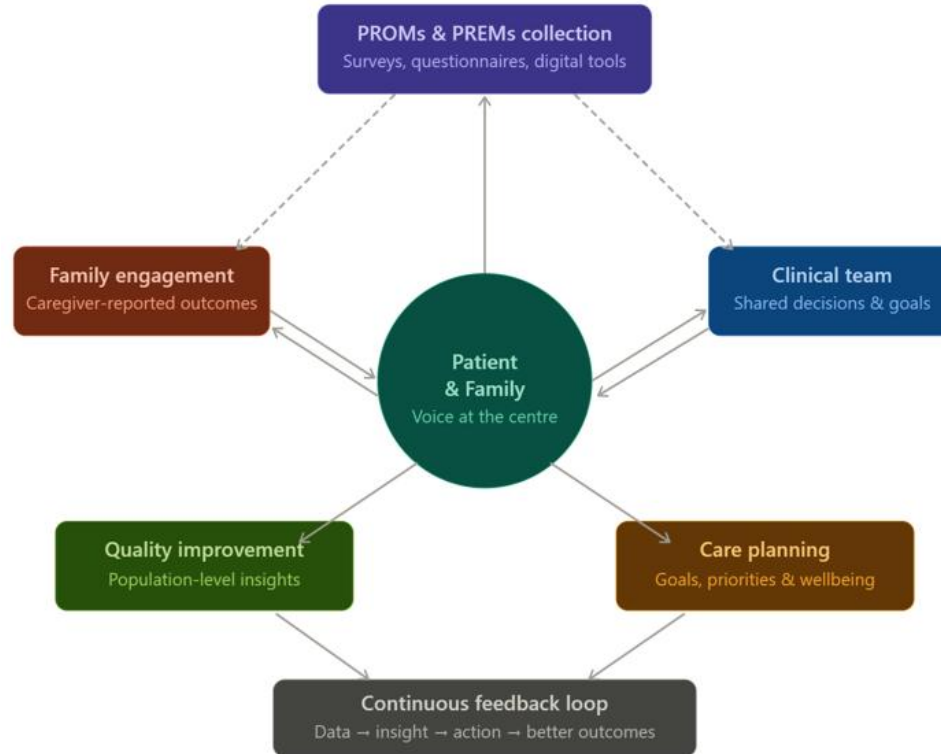 PROMs & PREMs collection
Surveys, questionnaires, digital tools
Family engagement
Caregiver-reported outcomes
Clinical team
Shared decisions & goals
Patient
& Family
Voice at the centre
Quality improvement
Population-level insights
Care planning
Goals, priorities & wellbeing
Continuous feedback loop
Data → insight → action → better outcomes